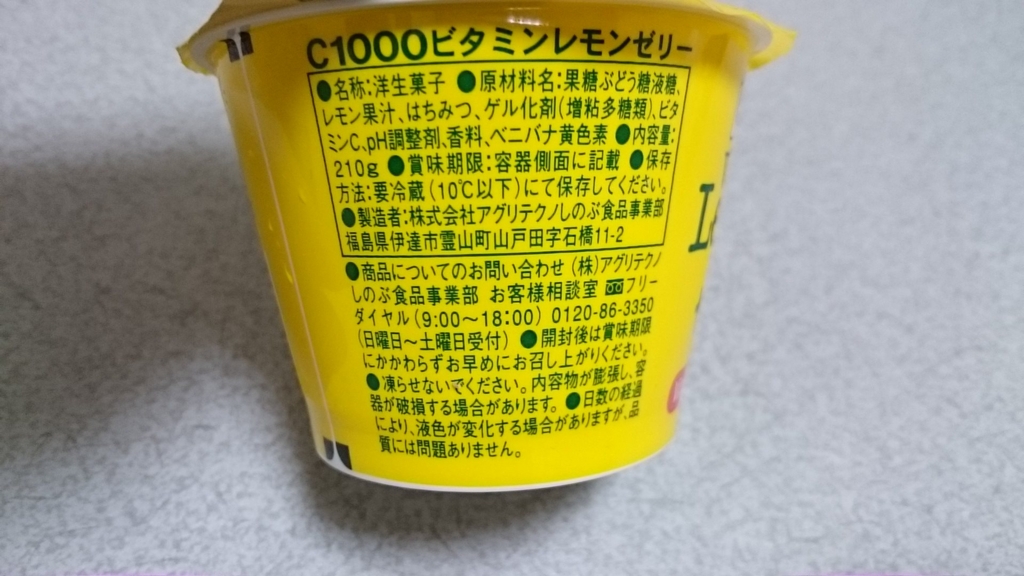 C1000ビタミンレモンゼリー
●名称:洋生菓子 ●原材料名:果糖ぶどう糖液糖、
レモン果汁、はちみつ、ゲル化剤(増粘多糖類)、ビタ
ミンC、pH調整剤、香料、ベニバナ黄色素 ●内容量:
210g ●賞味期限:容器側面に記載 ●保存
方法:要冷蔵(10℃以下)にて保存してください。
●製造者:株式会社アグリテクノしのぶ食品事業部
福島県伊達市霊山町山戸田字石橋11-2
●商品についてのお問い合わせ(株)アグリテクノ
しのぶ食品事業部 お客様相談室 フリー
ダイヤル(9:00〜18:00) 0120-86-3350
(日曜日〜土曜日受付) ●開封後は賞味期限
にかかわらずお早めにお召し上がりください。
●凍らせないでください。内容物が膨張し、容
器が破損する場合があります。●日数の経過
により、液色が変化する場合がありますが、品
質には問題ありません。